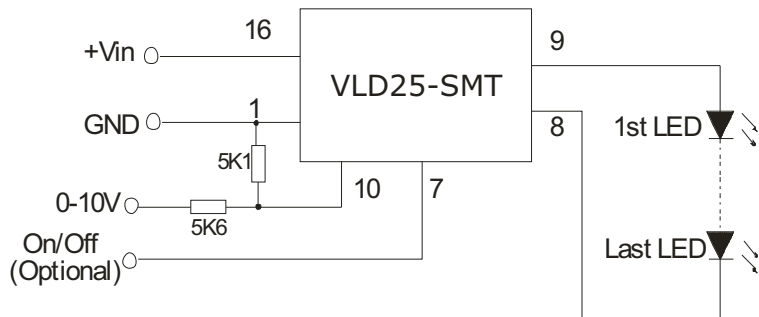 16
+Vin
9
VLD25-SMT
1
GND
8
1st LED
5K1
10
7
0-10V
5K6
On/Off
(Optional)
Last LED